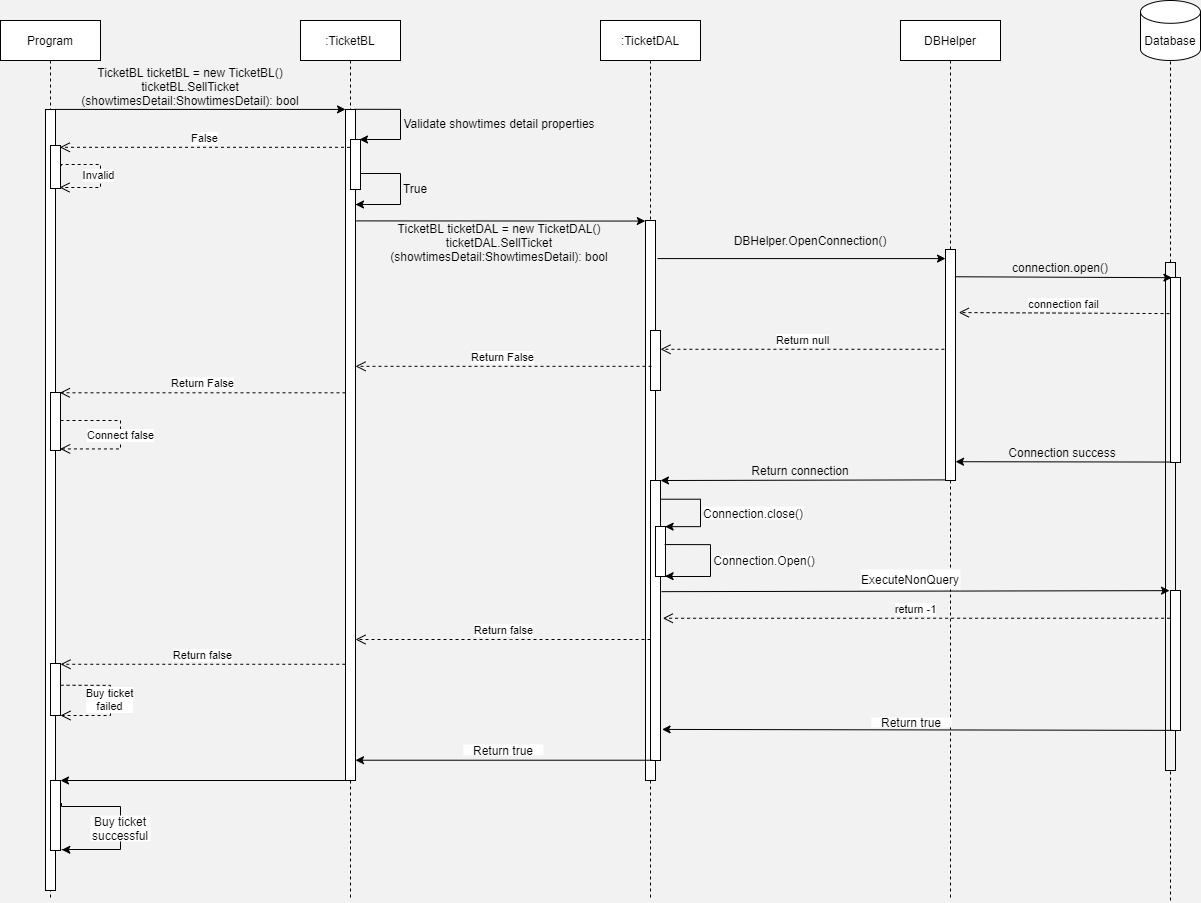 Program
:TicketBL
:TicketDAL
DBHelper
Database
TicketBL ticketBL = new TicketBL()
ticketBL.SellTicket
(showtimesDetail:ShowtimesDetail): bool
Validate showtimes detail properties
False
Invalid
True
TicketBL ticketDAL = new TicketDAL()
ticketDAL.SellTicket
(showtimesDetail:ShowtimesDetail): bool
DBHelper.OpenConnection()
connection.open()
connection fail
Return null
Return False
Return False
Connect false
Connection success
Return connection
Connection.close()
Connection.Open()
ExecuteNonQuery
return -1
Return false
Return false
Buy ticket
failed
Return true
Return true
Buy ticket
successful